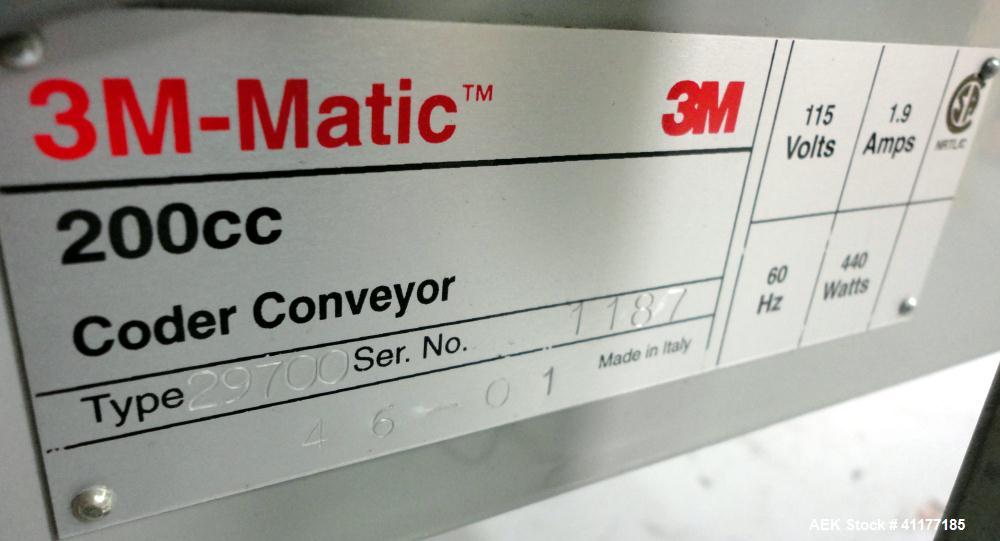 3M-Matic™ 3M
200cc
Coder Conveyor
Type 29700 Ser. No. 1187
46-01 Made in Italy
115 Volts
1.9 Amps
60 Hz
440 Watts
NRTL/C
AEK Stock # 41177185